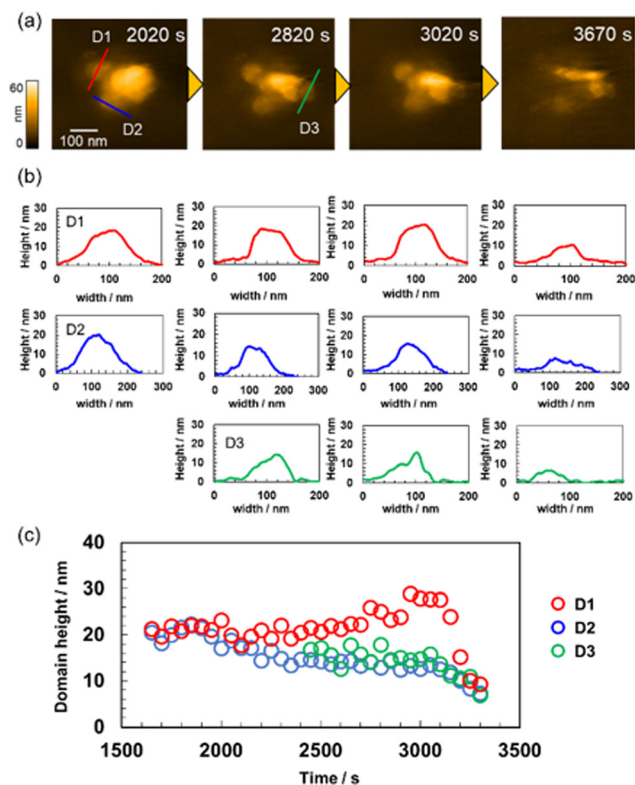 (a)
2020 s 2820 s 3020 s 3670 s
D1
D2
D3
60
nm
0
100 nm
(b)
30 30 30 30
20 20 20 20
10 10 10 10
0 0 0 0
D1
Height / nm Height / nm Height / nm Height / nm
0 100 200 0 100 200 0 100 200 0 100 200
width / nm width / nm width / nm width / nm
30 30 30 30
20 20 20 20
10 10 10 10
0 0 0 0
D2
Height / nm Height / nm Height / nm Height / nm
0 100 200 300 0 100 200 300 0 100 200 300 0 100 200 300
width / nm width / nm width / nm width / nm
30 30 30
20 20 20
10 10 10
0 0 0
D3
Height / nm Height / nm Height / nm
0 100 200 0 100 200 0 100 200
width / nm width / nm width / nm
(c)
40
30
20
10
0
Domain height / nm
1500 2000 2500 3000 3500
Time / s
D1
D2
D3